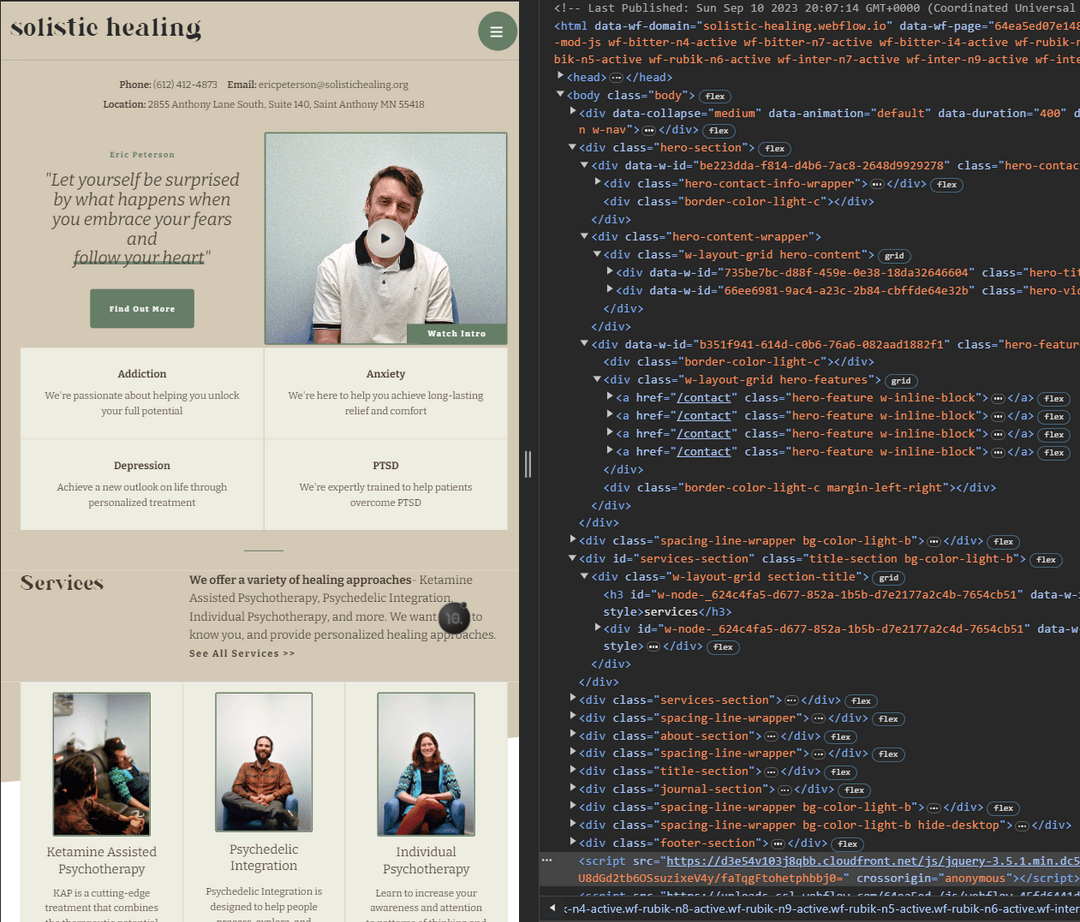 solistic healing
Phone: (612) 412-4873 Email: ericpeterson@solistichealing.org
Location: 2855 Anthony Lane South, Suite 140, Saint Anthony MN 55418
Eric Peterson
"Let yourself be surprised
by what happens when
you embrace your fears
and
follow your heart"
Find Out More
Watch Intro
Addiction
We're passionate about helping you unlock
your full potential
Anxiety
We're here to help you achieve long-lasting
relief and comfort
Depression
Achieve a new outlook on life through
personalized treatment
PTSD
We're expertly trained to help patients
overcome PTSD
Services
We offer a variety of healing approaches- Ketamine
Assisted Psychotherapy, Psychedelic Integration,
Individual Psychotherapy, and more. We want to
know you, and provide personalized healing approaches.
See All Services >>
10.
Ketamine Assisted
Psychotherapy
KAP is a cutting-edge
treatment that combines
Psychedelic
Integration
Psychedelic Integration is
designed to help people
Individual
Psychotherapy
Learn to increase your
awareness and attention
<!-- Last Published: Sun Sep 10 2023 20:07:14 GMT+0000 (Coordinated Universal
<html data-wf-domain="solistic-healing.webflow.io" data-wf-page="64ea5ed07e148
-mod-js wf-bitter-n4-active wf-bitter-n7-active wf-bitter-i4-active wf-rubik-n
bik-n5-active wf-rubik-n6-active wf-inter-n7-active wf-inter-n9-active wf-inte
<head> ⋯ </head>
<body class="body"> flex
<div data-collapse="medium" data-animation="default" data-duration="400" d
n w-nav"> ⋯ </div> flex
<div class="hero-section"> flex
<div data-w-id="be223dda-f814-d4b6-7ac8-2648d9929278" class="hero-contac
<div class="hero-contact-info-wrapper"> ⋯ </div> flex
<div class="border-color-light-c"></div>
</div>
<div class="hero-content-wrapper">
<div class="w-layout-grid hero-content"> grid
<div data-w-id="735be7bc-d88f-459e-0e38-18da32646604" class="hero-tit
<div data-w-id="66ee6981-9ac4-a23c-2b84-cbffde64e32b" class="hero-vid
</div>
</div>
<div data-w-id="b351f941-614d-c0b6-76a6-082aad1882f1" class="hero-featur
<div class="border-color-light-c"></div>
<div class="w-layout-grid hero-features"> grid
<a href="/contact" class="hero-feature w-inline-block"> ⋯ </a> flex
<a href="/contact" class="hero-feature w-inline-block"> ⋯ </a> flex
<a href="/contact" class="hero-feature w-inline-block"> ⋯ </a> flex
<a href="/contact" class="hero-feature w-inline-block"> ⋯ </a> flex
</div>
<div class="border-color-light-c margin-left-right"></div>
</div>
</div>
<div class="spacing-line-wrapper bg-color-light-b"> ⋯ </div> flex
<div id="services-section" class="title-section bg-color-light-b"> flex
<div class="w-layout-grid section-title"> grid
<h3 id="w-node-_624c4fa5-d677-852a-1b5b-d7e2177a2c4b-7654cb51" data-w-i
style>services</h3>
<div id="w-node-_624c4fa5-d677-852a-1b5b-d7e2177a2c4d-7654cb51" data-w
style> ⋯ </div> flex
</div>
</div>
<div class="services-section"> ⋯ </div> flex
<div class="spacing-line-wrapper"> ⋯ </div> flex
<div class="about-section"> ⋯ </div> flex
<div class="spacing-line-wrapper"> ⋯ </div> flex
<div class="title-section"> ⋯ </div> flex
<div class="journal-section"> ⋯ </div> flex
<div class="spacing-line-wrapper bg-color-light-b"> ⋯ </div> flex
<div class="spacing-line-wrapper bg-color-light-b hide-desktop"> ⋯ </div>
<div class="footer-section"> ⋯ </div> flex
<script src="https://d3e54v103j8qbb.cloudfront.net/js/jquery-3.5.1.min.dc5
U8dGd2tb6OSsuzixeV4y/faTqgFtohetphbbj0=" crossorigin="anonymous"></script>
:-n4-active.wf-rubik-n8-active.wf-rubik-n9-active.wf-rubik-n5-active.wf-rubik-n6-active.wf-inter